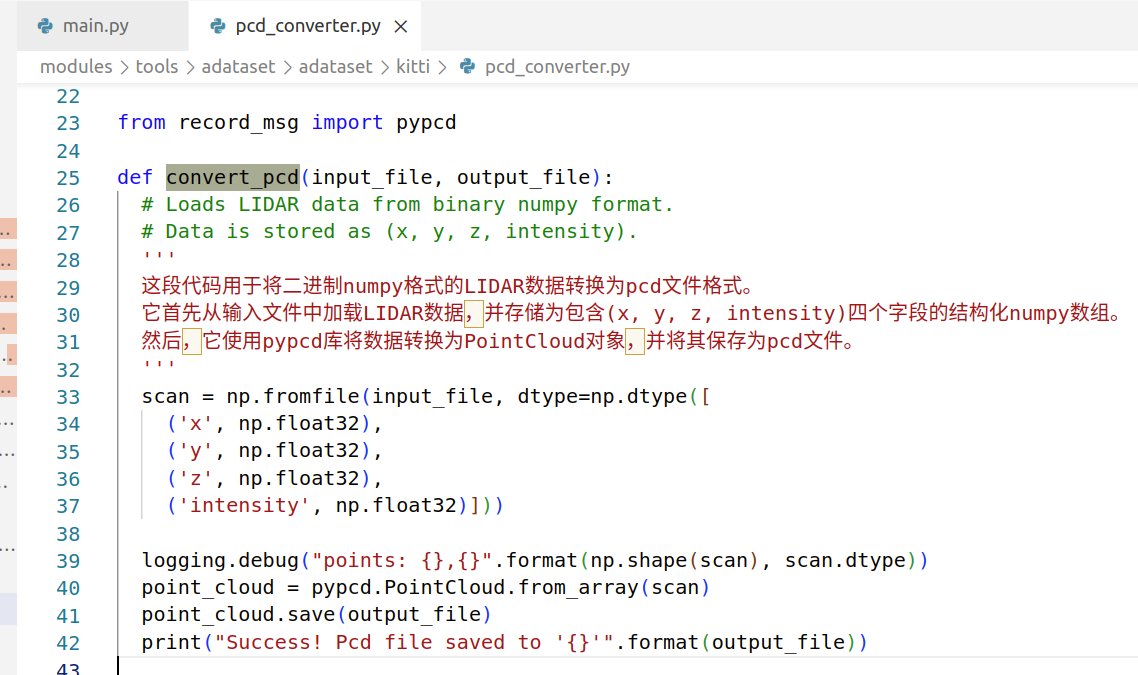 main.py pcd_converter.py
modules > tools > adataset > adataset > kitti > pcd_converter.py
22
23 from record_msg import pypcd
24
25 def convert_pcd(input_file, output_file):
26 # Loads LIDAR data from binary numpy format.
27 # Data is stored as (x, y, z, intensity).
28 '''
29 这段代码用于将二进制numpy格式的LIDAR数据转换为pcd文件格式。
30 它首先从输入文件中加载LIDAR数据，并存储为包含(x, y, z, intensity)四个字段的结构化numpy数组。
31 然后，它使用pypcd库将数据转换为PointCloud对象，并将其保存为pcd文件。
32 '''
33 scan = np.fromfile(input_file, dtype=np.dtype([
34 ('x', np.float32),
35 ('y', np.float32),
36 ('z', np.float32),
37 ('intensity', np.float32)]))
38
39 logging.debug("points: {},{}".format(np.shape(scan), scan.dtype))
40 point_cloud = pypcd.PointCloud.from_array(scan)
41 point_cloud.save(output_file)
42 print("Success! Pcd file saved to '{}'".format(output_file))
43